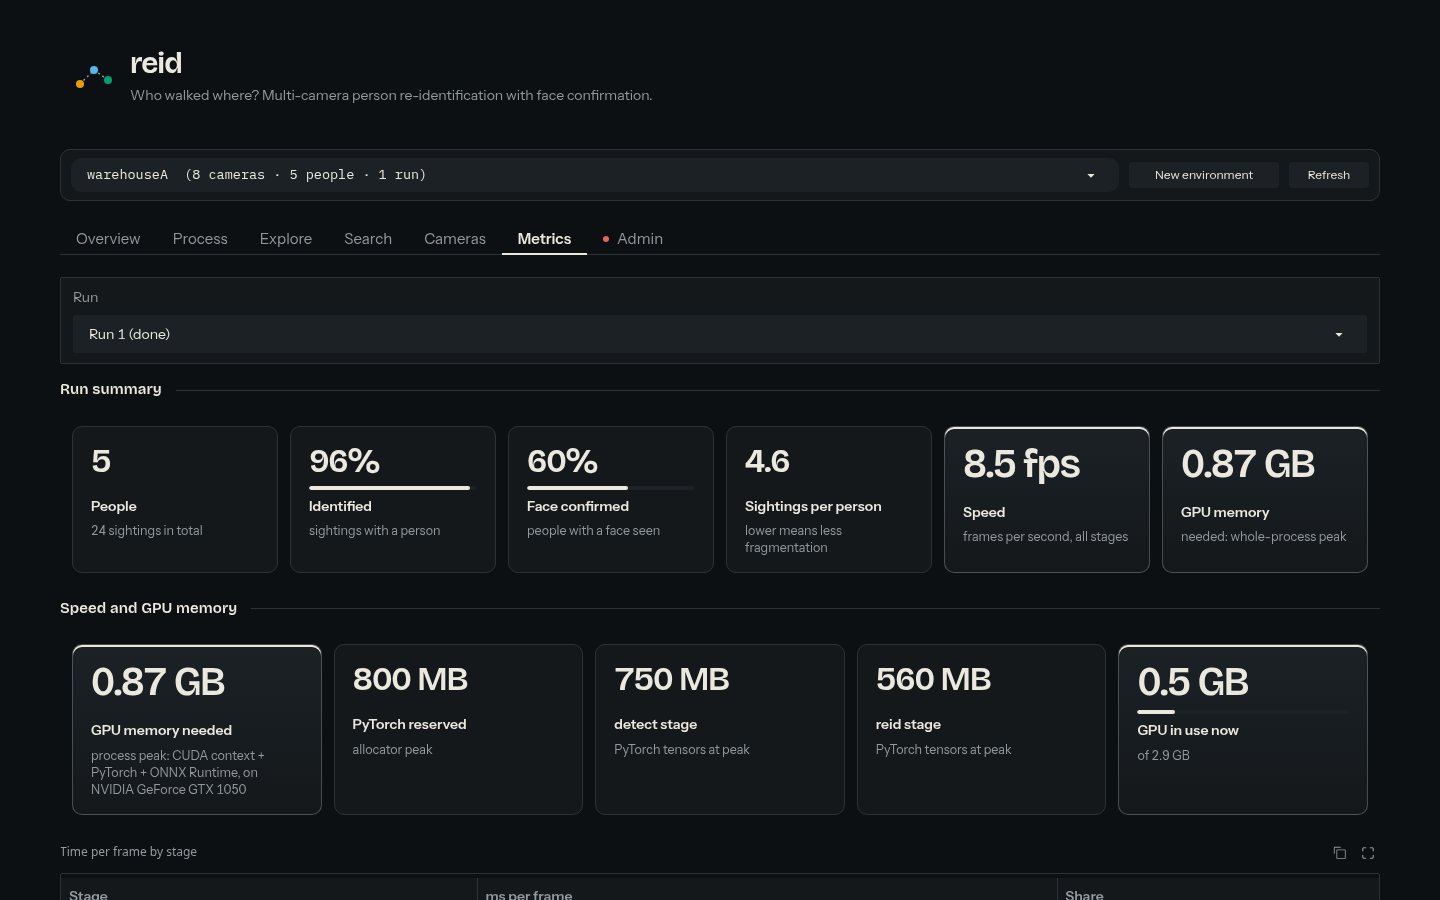 reid
Who walked where? Multi-camera person re-identification with face confirmation.
warehouseA (8 cameras · 5 people · 1 run)
New environment
Refresh
Overview
Process
Explore
Search
Cameras
Metrics
Admin
Run
Run 1 (done)
Run summary
5
People
24 sightings in total
96%
Identified
sightings with a person
60%
Face confirmed
people with a face seen
4.6
Sightings per person
lower means less
fragmentation
8.5 fps
Speed
frames per second, all stages
0.87 GB
GPU memory
needed: whole-process peak
Speed and GPU memory
0.87 GB
GPU memory needed
process peak: CUDA context +
PyTorch + ONNX Runtime, on
NVIDIA GeForce GTX 1050
800 MB
PyTorch reserved
allocator peak
750 MB
detect stage
PyTorch tensors at peak
560 MB
reid stage
PyTorch tensors at peak
0.5 GB
GPU in use now
of 2.9 GB
Time per frame by stage
Stage
ms per frame
Share